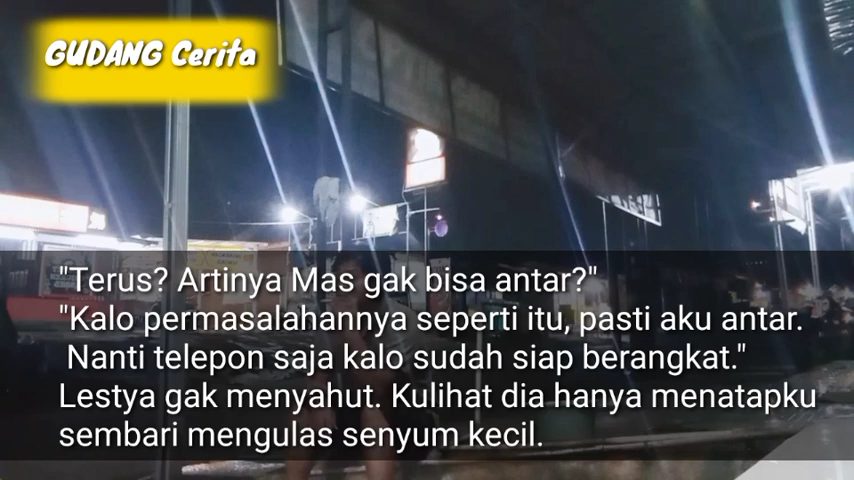 GUDANG Cerita
"Terus? Artinya Mas gak bisa antar?"
"Kalo permasalahannya seperti itu, pasti aku antar.
Nanti telepon saja kalo sudah siap berangkat."
Lestya gak menyahut. Kulihat dia hanya menatapku
sembari mengulas senyum kecil.